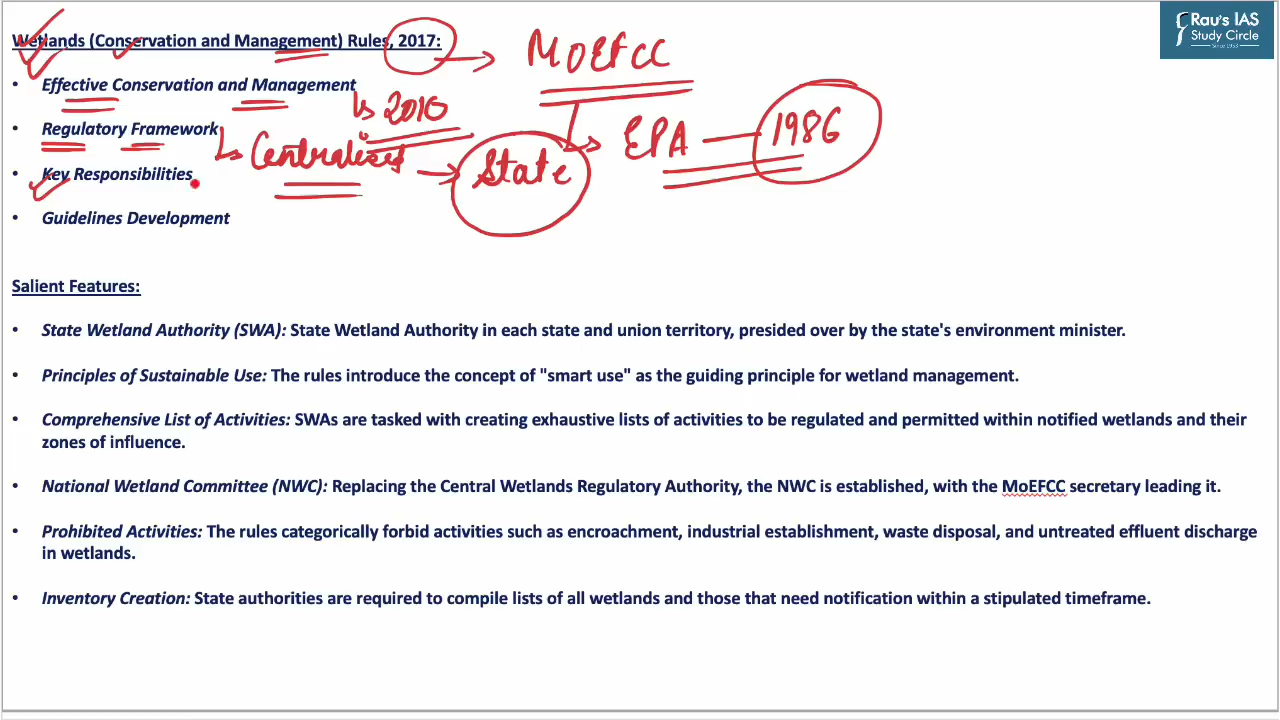 Rau's IAS
Study Circle
Since 1953
Wetlands (Conservation and Management) Rules, 2017:
MoEFCC
• Effective Conservation and Management
2010
• Regulatory Framework
Centralised
State
EPA
1986
• Key Responsibilities
• Guidelines Development
Salient Features:
• State Wetland Authority (SWA): State Wetland Authority in each state and union territory, presided over by the state's environment minister.
• Principles of Sustainable Use: The rules introduce the concept of "smart use" as the guiding principle for wetland management.
• Comprehensive List of Activities: SWAs are tasked with creating exhaustive lists of activities to be regulated and permitted within notified wetlands and their
zones of influence.
• National Wetland Committee (NWC): Replacing the Central Wetlands Regulatory Authority, the NWC is established, with the MoEFCC secretary leading it.
• Prohibited Activities: The rules categorically forbid activities such as encroachment, industrial establishment, waste disposal, and untreated effluent discharge
in wetlands.
• Inventory Creation: State authorities are required to compile lists of all wetlands and those that need notification within a stipulated timeframe.